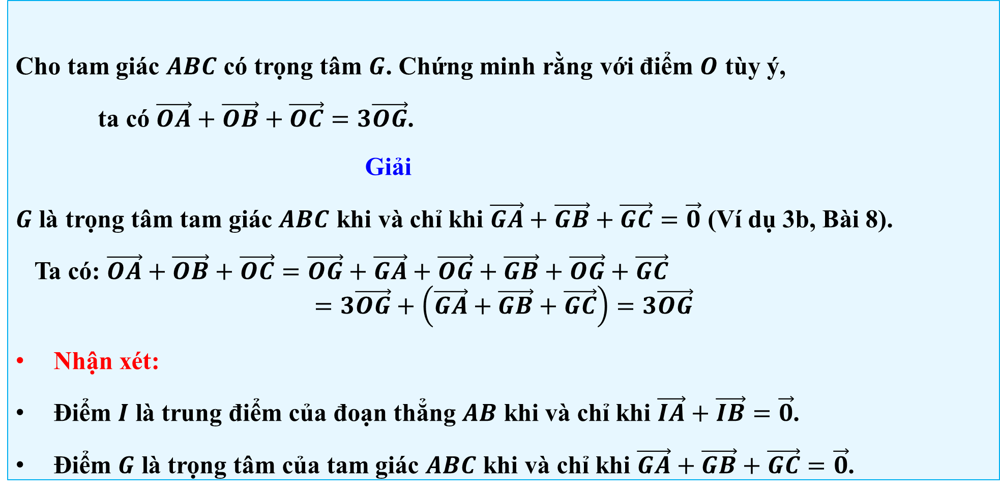 Cho tam giác $ABC$ có trọng tâm $G$. Chứng minh rằng với điểm $O$ tùy ý,
ta có $\overrightarrow{OA} + \overrightarrow{OB} + \overrightarrow{OC} = 3\overrightarrow{OG}$.
Giải
$G$ là trọng tâm tam giác $ABC$ khi và chỉ khi $\overrightarrow{GA} + \overrightarrow{GB} + \overrightarrow{GC} = \overrightarrow{0}$ (Ví dụ 3b, Bài 8).
Ta có: $\overrightarrow{OA} + \overrightarrow{OB} + \overrightarrow{OC} = \overrightarrow{OG} + \overrightarrow{GA} + \overrightarrow{OG} + \overrightarrow{GB} + \overrightarrow{OG} + \overrightarrow{GC}$
$= 3\overrightarrow{OG} + \left(\overrightarrow{GA} + \overrightarrow{GB} + \overrightarrow{GC}\right) = 3\overrightarrow{OG}$
• Nhận xét:
• Điểm $I$ là trung điểm của đoạn thẳng $AB$ khi và chỉ khi $\overrightarrow{IA} + \overrightarrow{IB} = \overrightarrow{0}$.
• Điểm $G$ là trọng tâm của tam giác $ABC$ khi và chỉ khi $\overrightarrow{GA} + \overrightarrow{GB} + \overrightarrow{GC} = \overrightarrow{0}$.